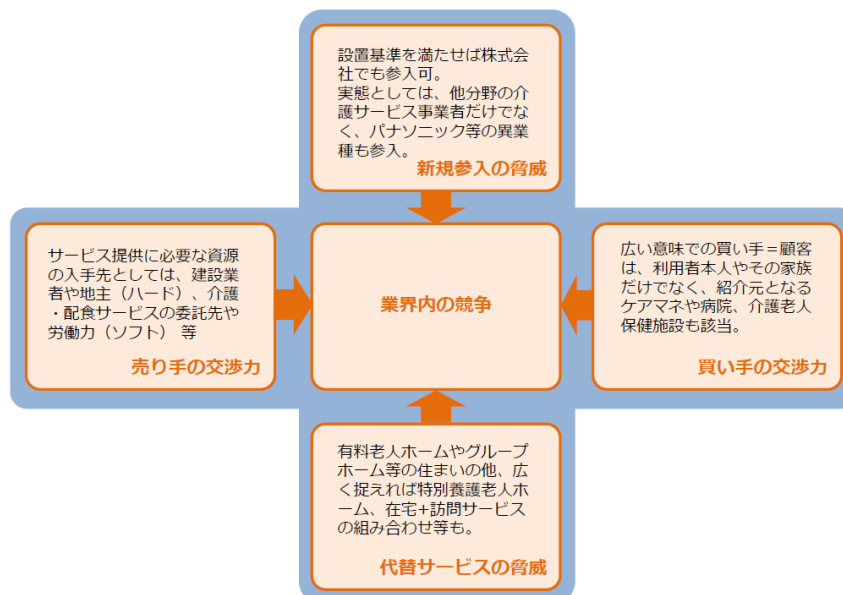 設置基準を満たせば株式会
社でも参入可。
実態としては、他分野の介
護サービス事業者だけでな
く、パナソニック等の異業
種も参入。
新規参入の脅威
サービス提供に必要な資源
の入手先としては、建設業
者や地主（ハード）、介護
・配食サービスの委託先や
労働力（ソフト） 等
売り手の交渉力
業界内の競争
広い意味での買い手＝顧客
は、利用者本人やその家族
だけでなく、紹介元となる
ケアマネや病院、介護老人
保健施設も該当。
買い手の交渉力
有料老人ホームやグループ
ホーム等の住まいの他、広
く捉えれば特別養護老人ホ
ーム、在宅+訪問サービス
の組み合わせ等も。
代替サービスの脅威